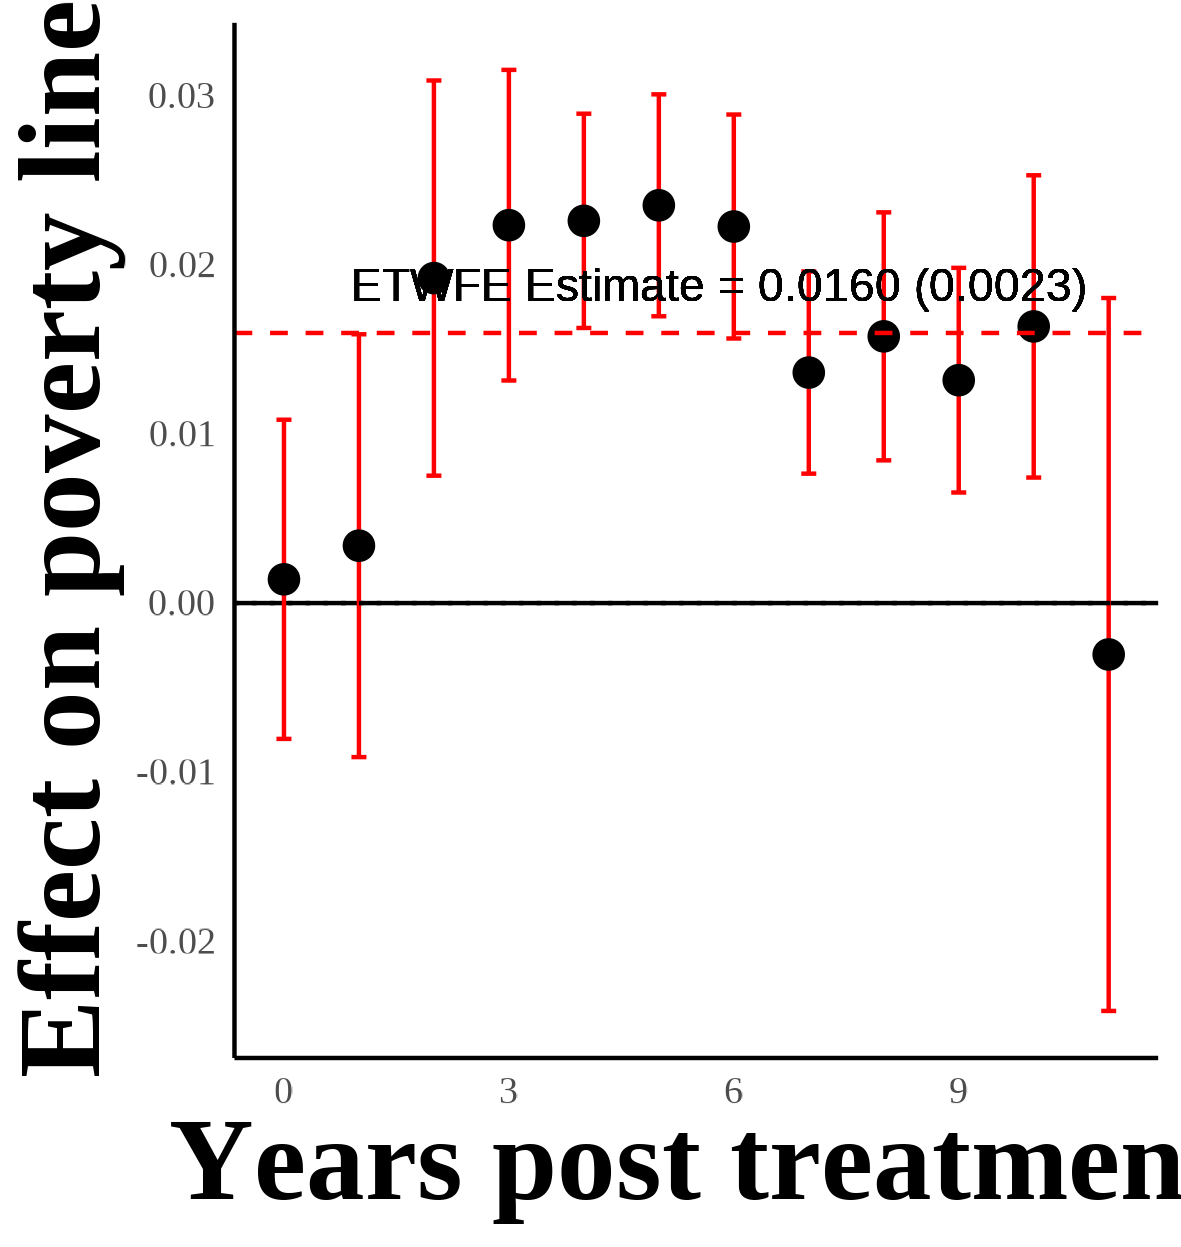 Effect on poverty line
0.03
0.02
0.01
0.00
-0.01
-0.02
ETWFE Estimate = 0.0160 (0.0023)
0 3 6 9
Years post treatmen